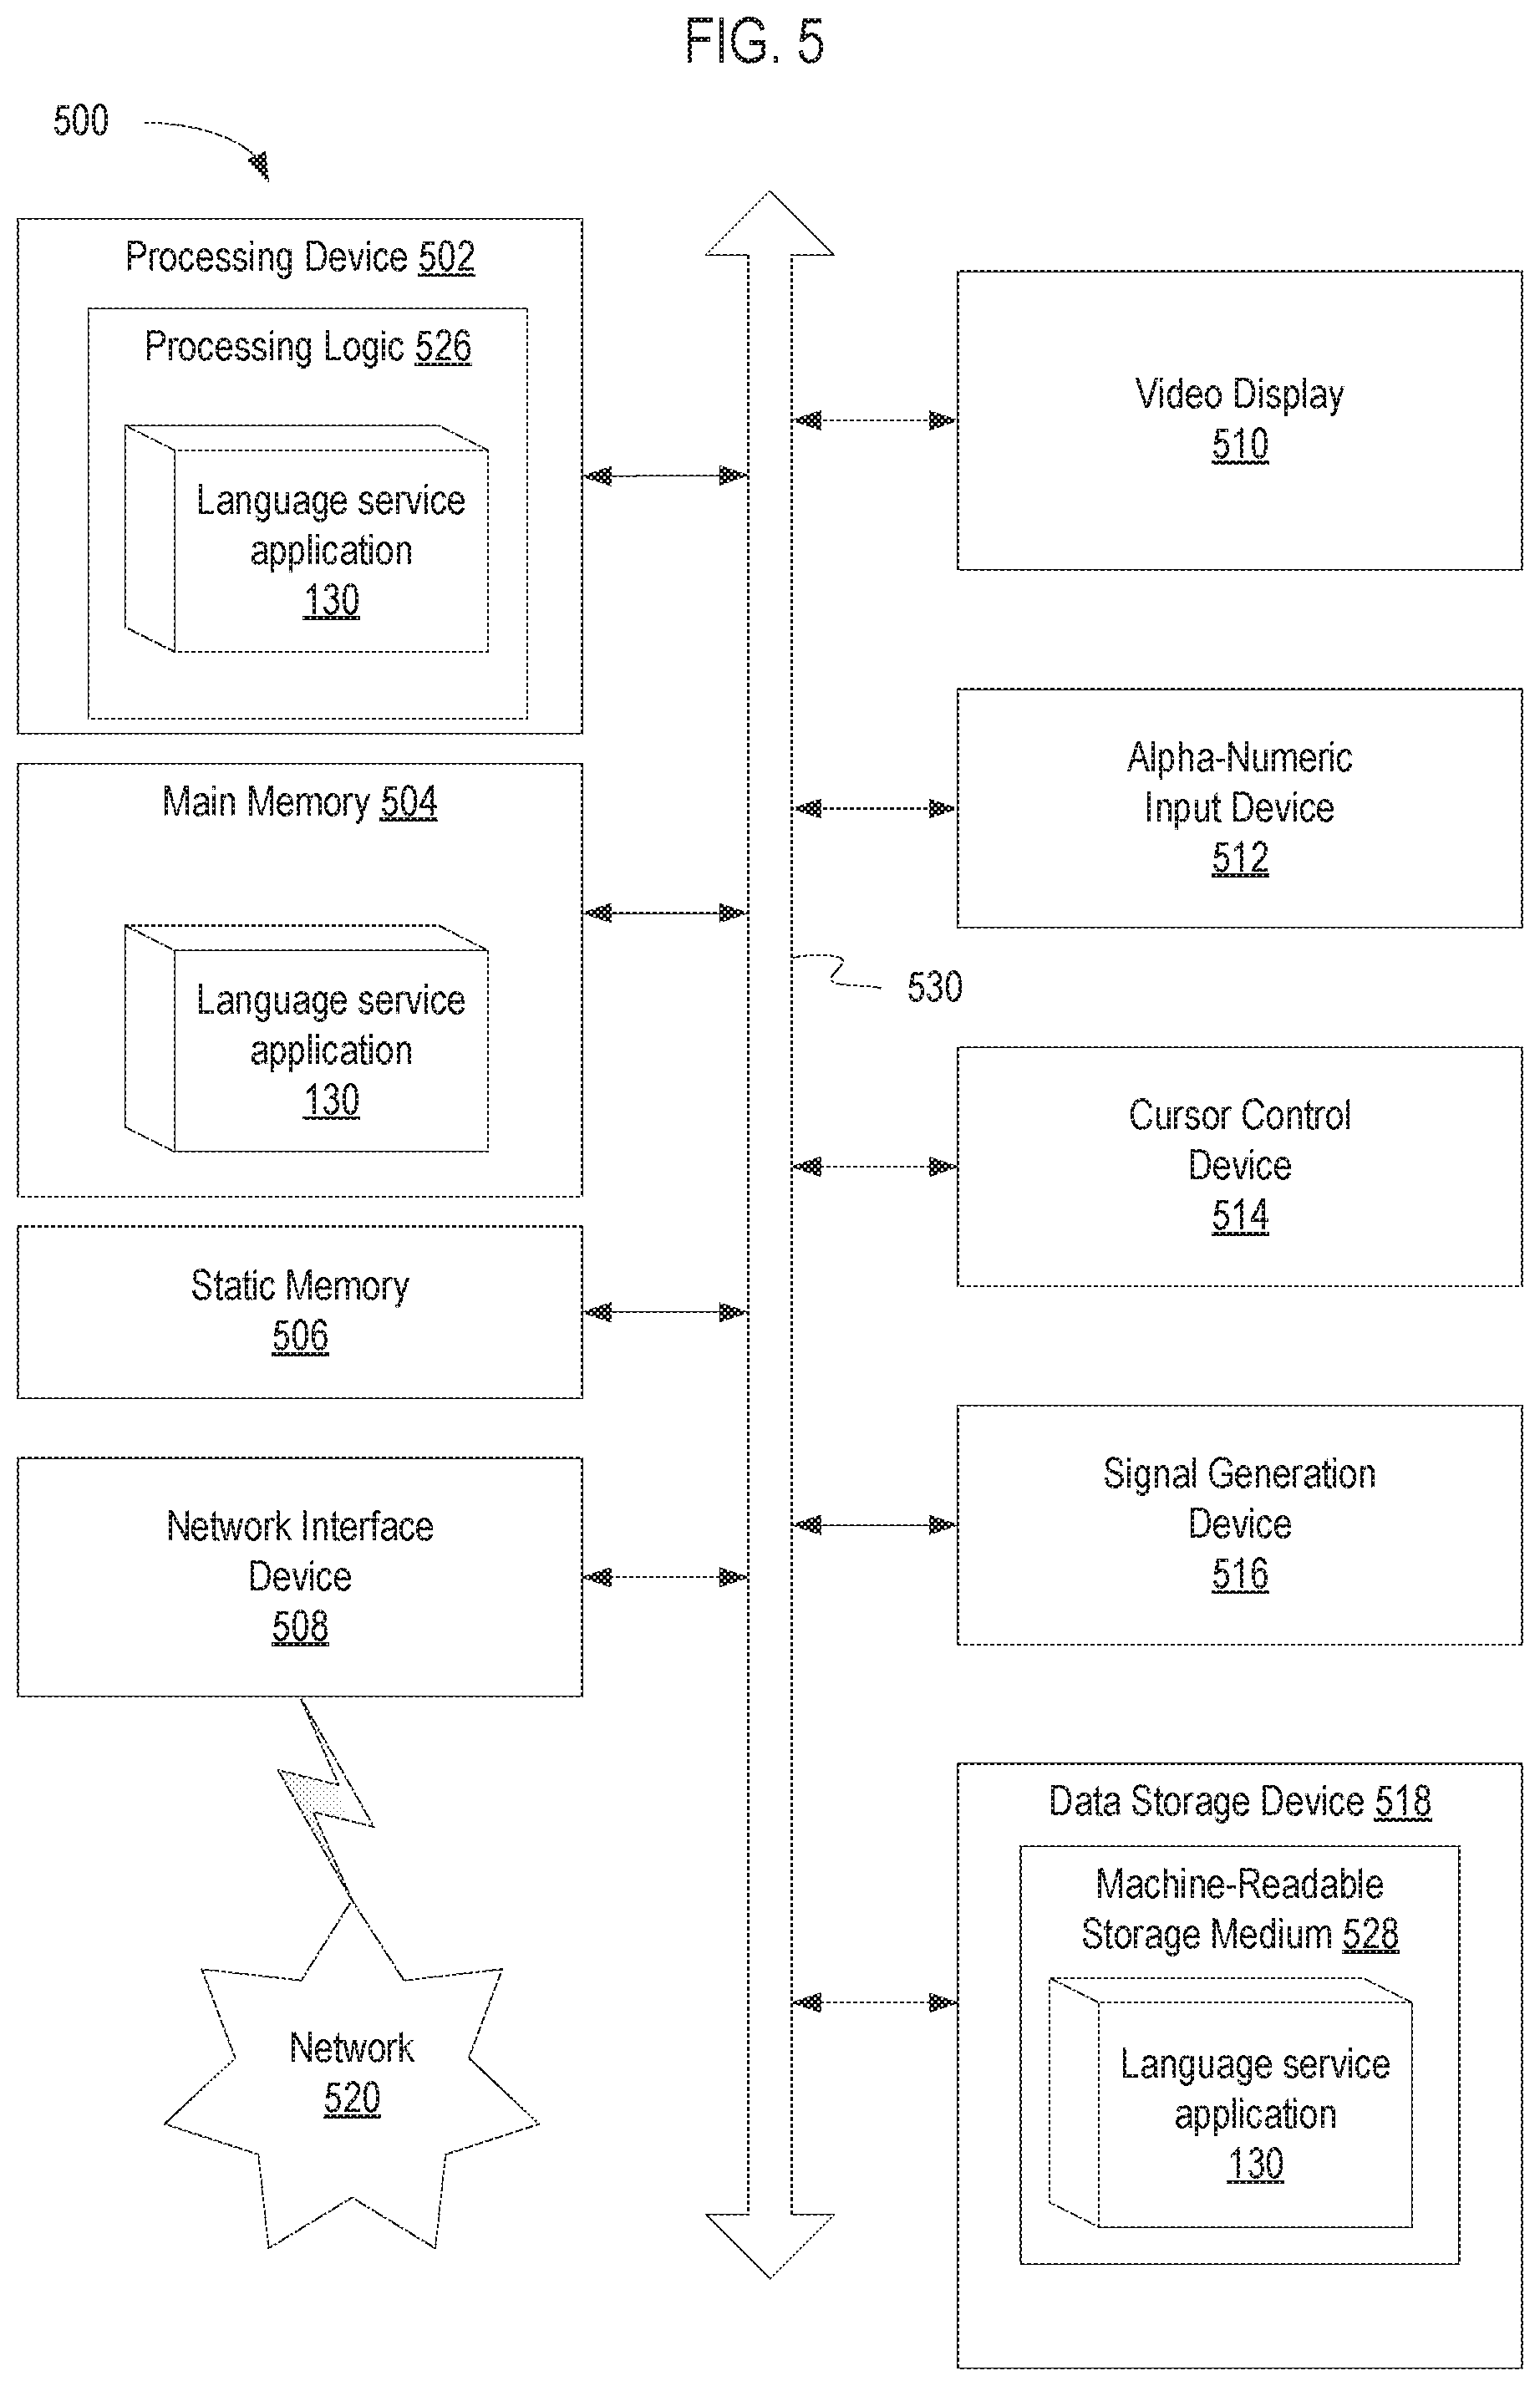 FIG. 5
500
Processing Device 502
Processing Logic 526
Language service
application
130
Main Memory 504
Language service
application
130
Static Memory
506
Network Interface
Device
508
Network
520
530
Video Display
510
Alpha-Numeric
Input Device
512
Cursor Control
Device
514
Signal Generation
Device
516
Data Storage Device 518
Machine-Readable
Storage Medium 528
Language service
application
130